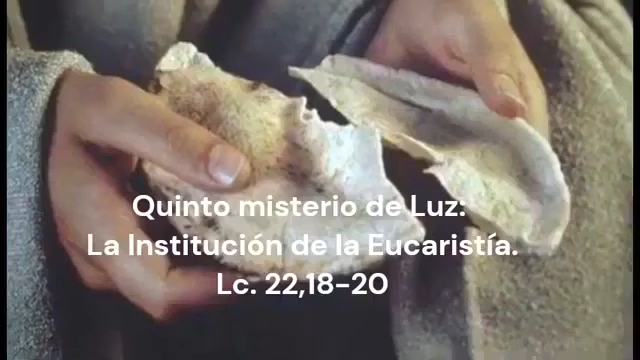 Quinto misterio de Luz:
La Institución de la Eucaristía.
Lc. 22,18-20